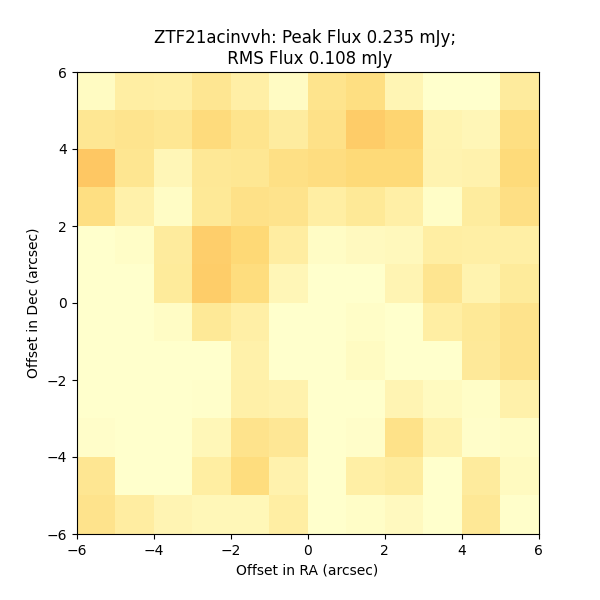 ZTF21acinvvh: Peak Flux 0.235 mJy;
RMS Flux 0.108 mJy
6
4
2
0
−2
−4
−6
Offset in Dec (arcsec)
−6 −4 −2 0 2 4 6
Offset in RA (arcsec)